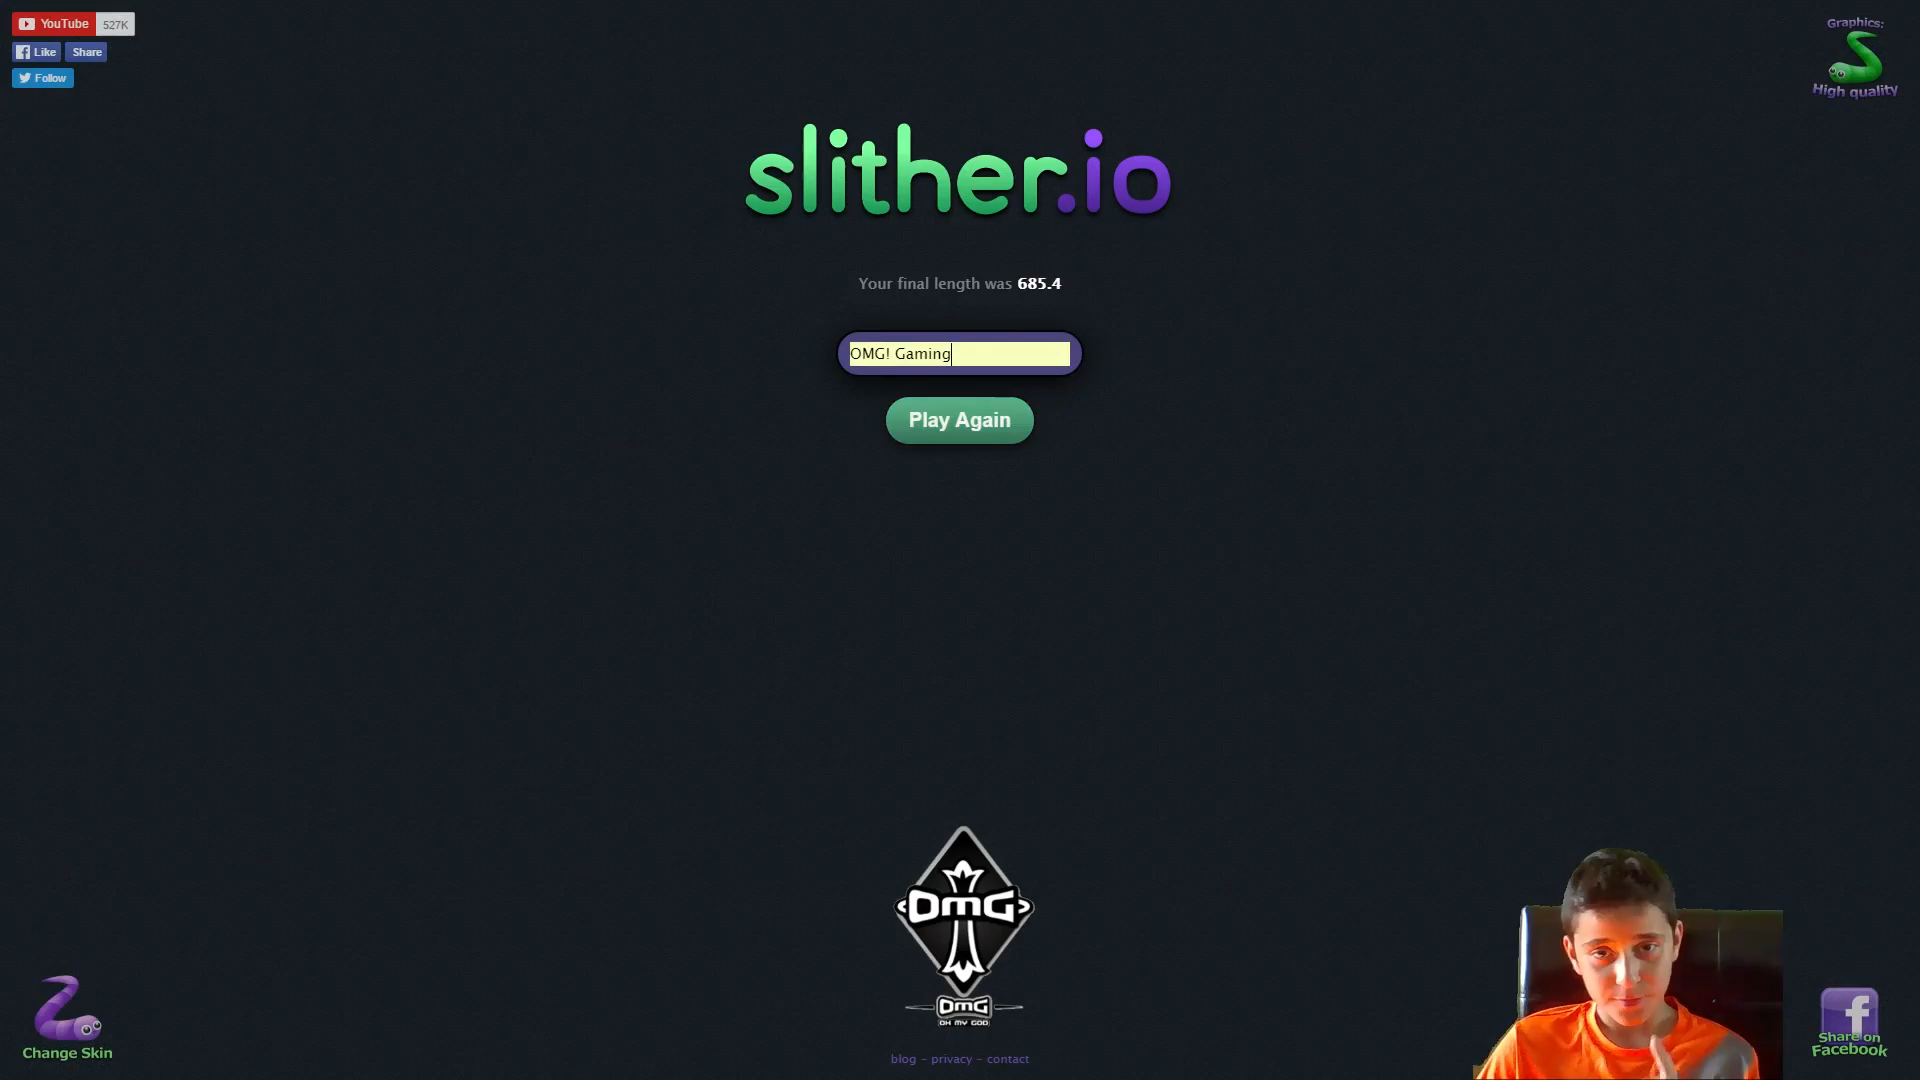 YouTube 527K
Like Share
Follow
Graphics:
High quality
slither.io
Your final length was 685.4
OMG! Gaming
Play Again
OMG
OMG
OH MY GOD
Change Skin
blog - privacy - contact
Share on
Facebook